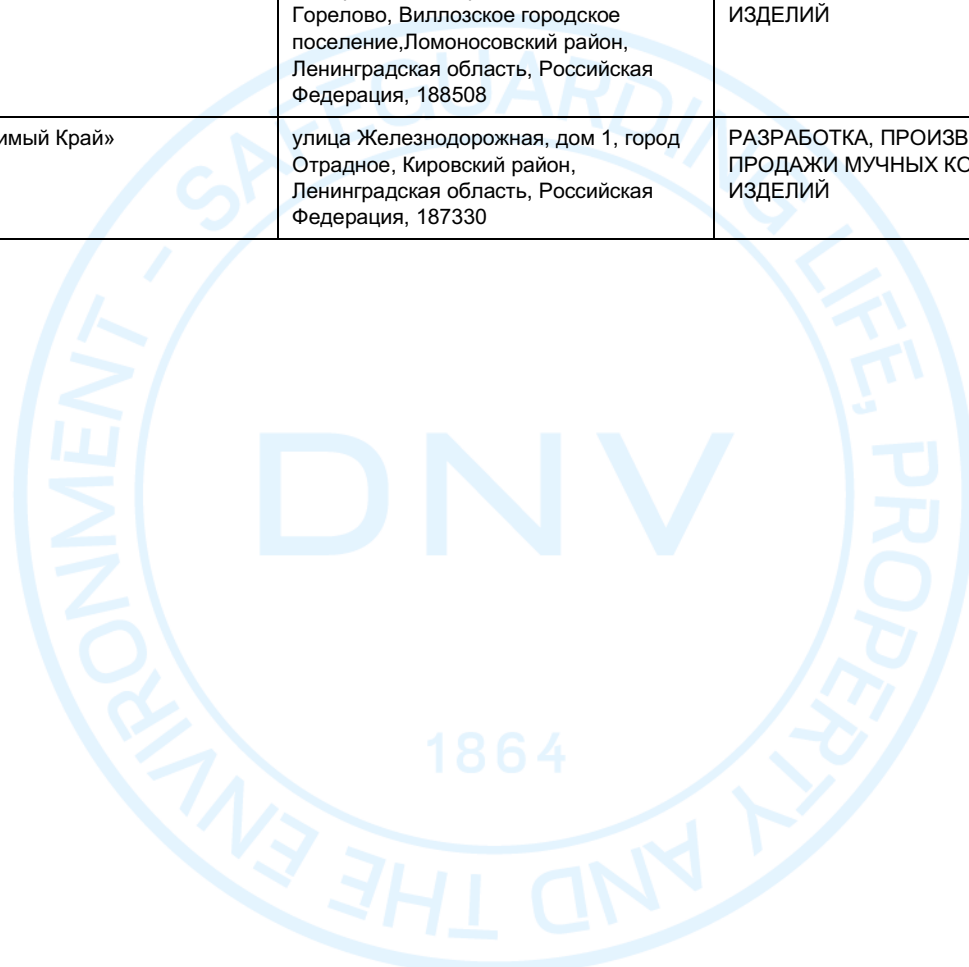 Горелово, Виллозское городское
поселение,Ломоносовский район,
Ленинградская область, Российская
Федерация, 188508
ИЗДЕЛИЙ
имый Край»
улица Железнодорожная, дом 1, город
Отрадное, Кировский район,
Ленинградская область, Российская
Федерация, 187330
РАЗРАБОТКА, ПРОИЗВ
ПРОДАЖИ МУЧНЫХ КО
ИЗДЕЛИЙ
SAFEGUARDING LIFE, PROPERTY AND THE ENVIRONMENT -
DNV
1864